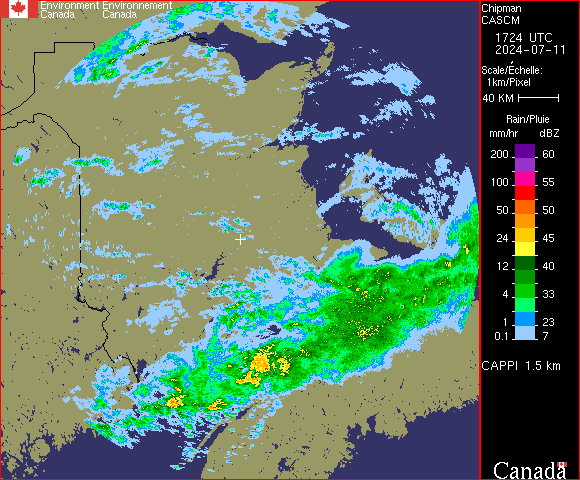 Environment Environnement
Canada Canada
Chipman
CASCM
1724 UTC
2024-07-11
Scale/Échelle:
1km/Pixel
40 KM
Rain/Pluie
mm/hr dBZ
200 60
100 55
50 50
24 45
12 40
4 33
1 23
0.1 7
CAPPI 1.5 km
Canada